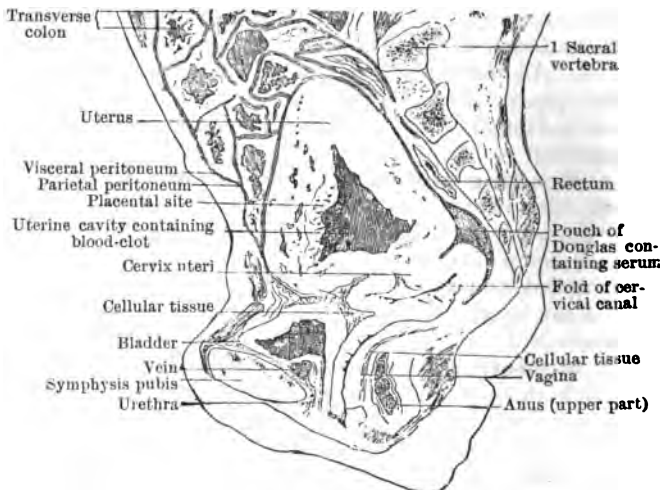 Transverse
colon
Uterus
Visceral peritoneum
Parietal peritoneum
Placental site
Uterine cavity containing
blood-clot
Cervix uteri
Cellular tissue
Bladder
Vein
Symphysis pubis
Urethra
1 Sacral
vertebra
Rectum
Pouch of
Douglas con-
taining serum
Fold of cer-
vical canal
Cellular tissue
Vagina
Anus (upper part)